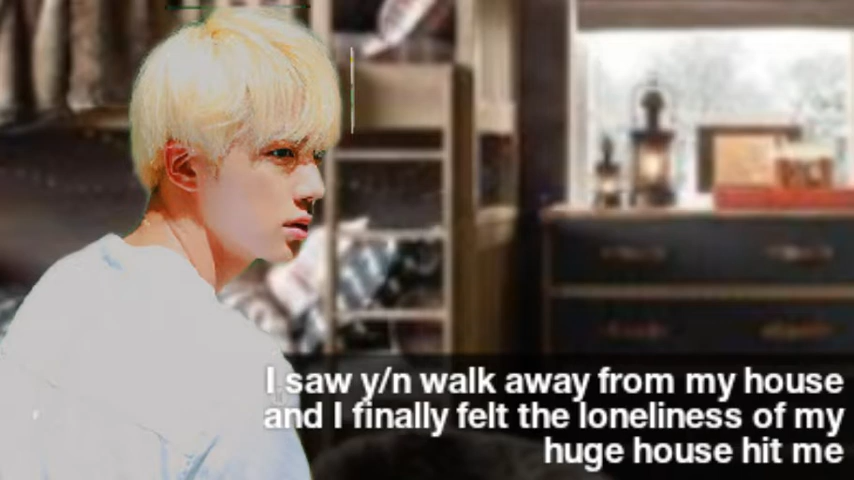 I saw y/n walk away from my house
and I finally felt the loneliness of my
huge house hit me